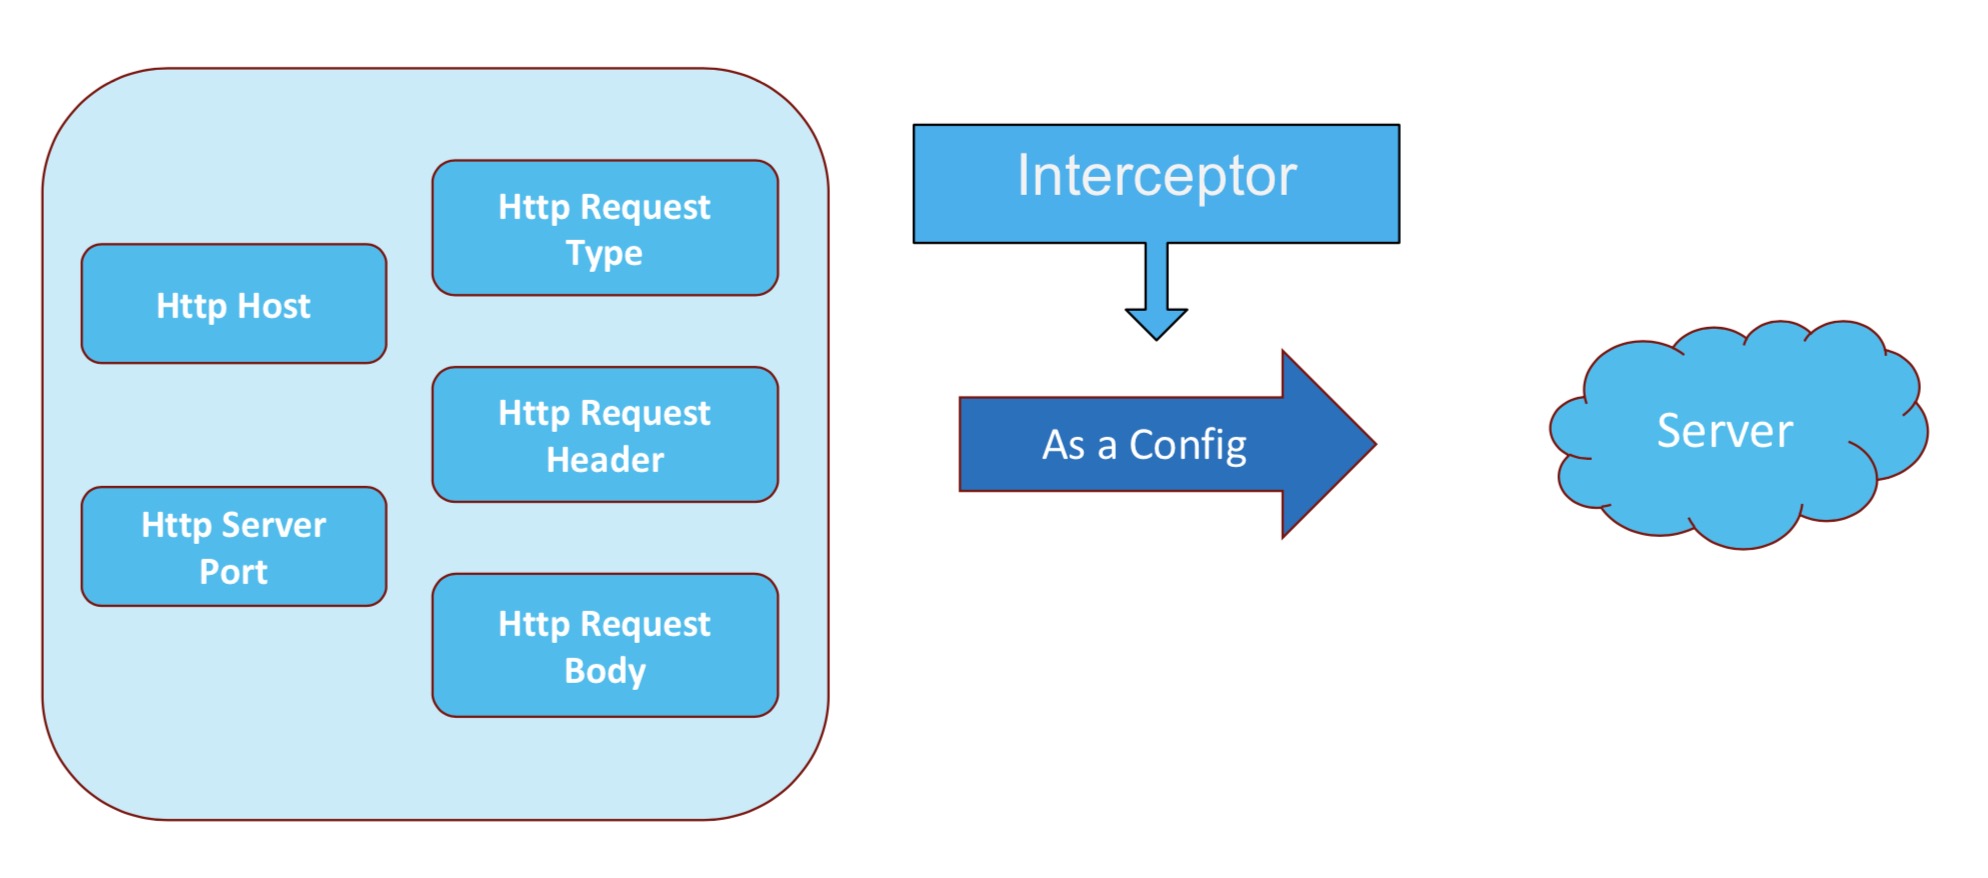 Http Host
Http Server
Port
Http Request
Type
Http Request
Header
Http Request
Body
Interceptor
As a Config
Server